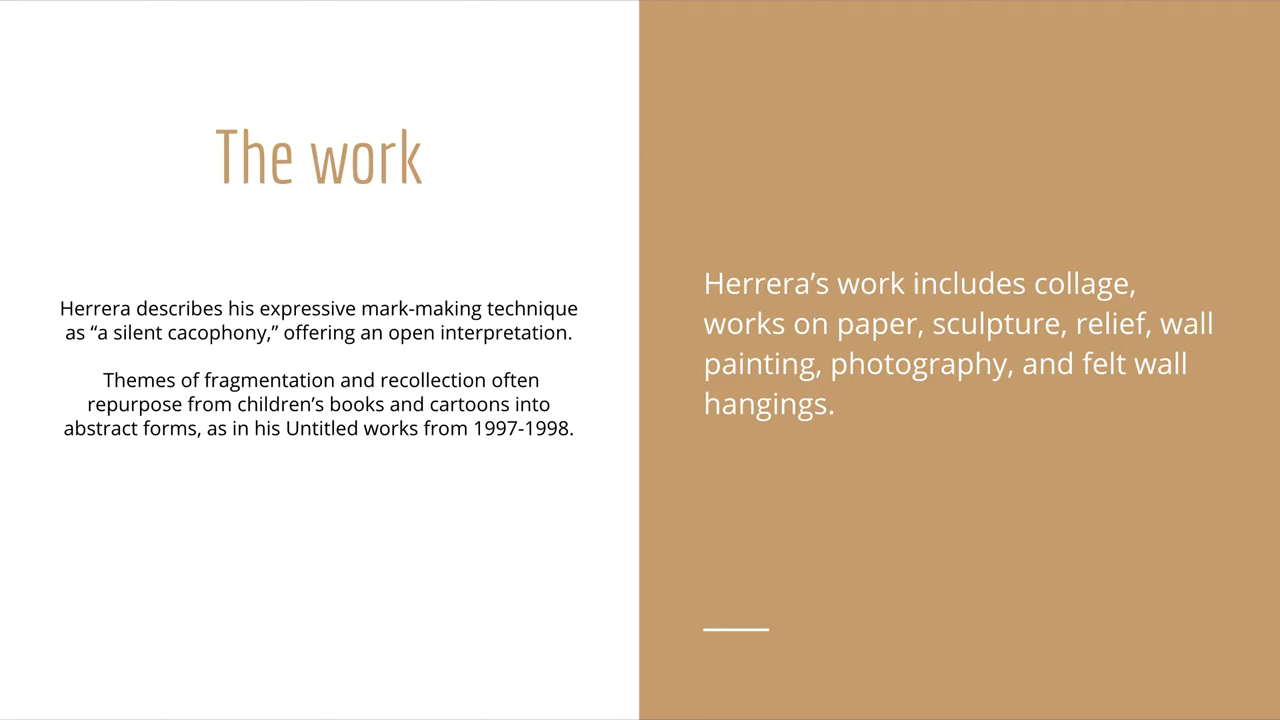 The work
Herrera describes his expressive mark-making technique
as “a silent cacophony,” offering an open interpretation.
Themes of fragmentation and recollection often
repurpose from children’s books and cartoons into
abstract forms, as in his Untitled works from 1997-1998.
Herrera’s work includes collage,
works on paper, sculpture, relief, wall
painting, photography, and felt wall
hangings.